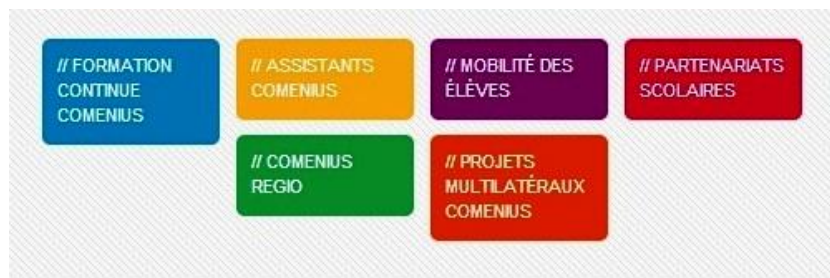 // FORMATION
CONTINUE
COMENIUS
// ASSISTANTS
COMENIUS
// MOBILITÉ DES
ÉLÈVES
// PARTENARIATS
SCOLAIRES
// COMENIUS
REGIO
// PROJETS
MULTILATÉRAUX
COMENIUS